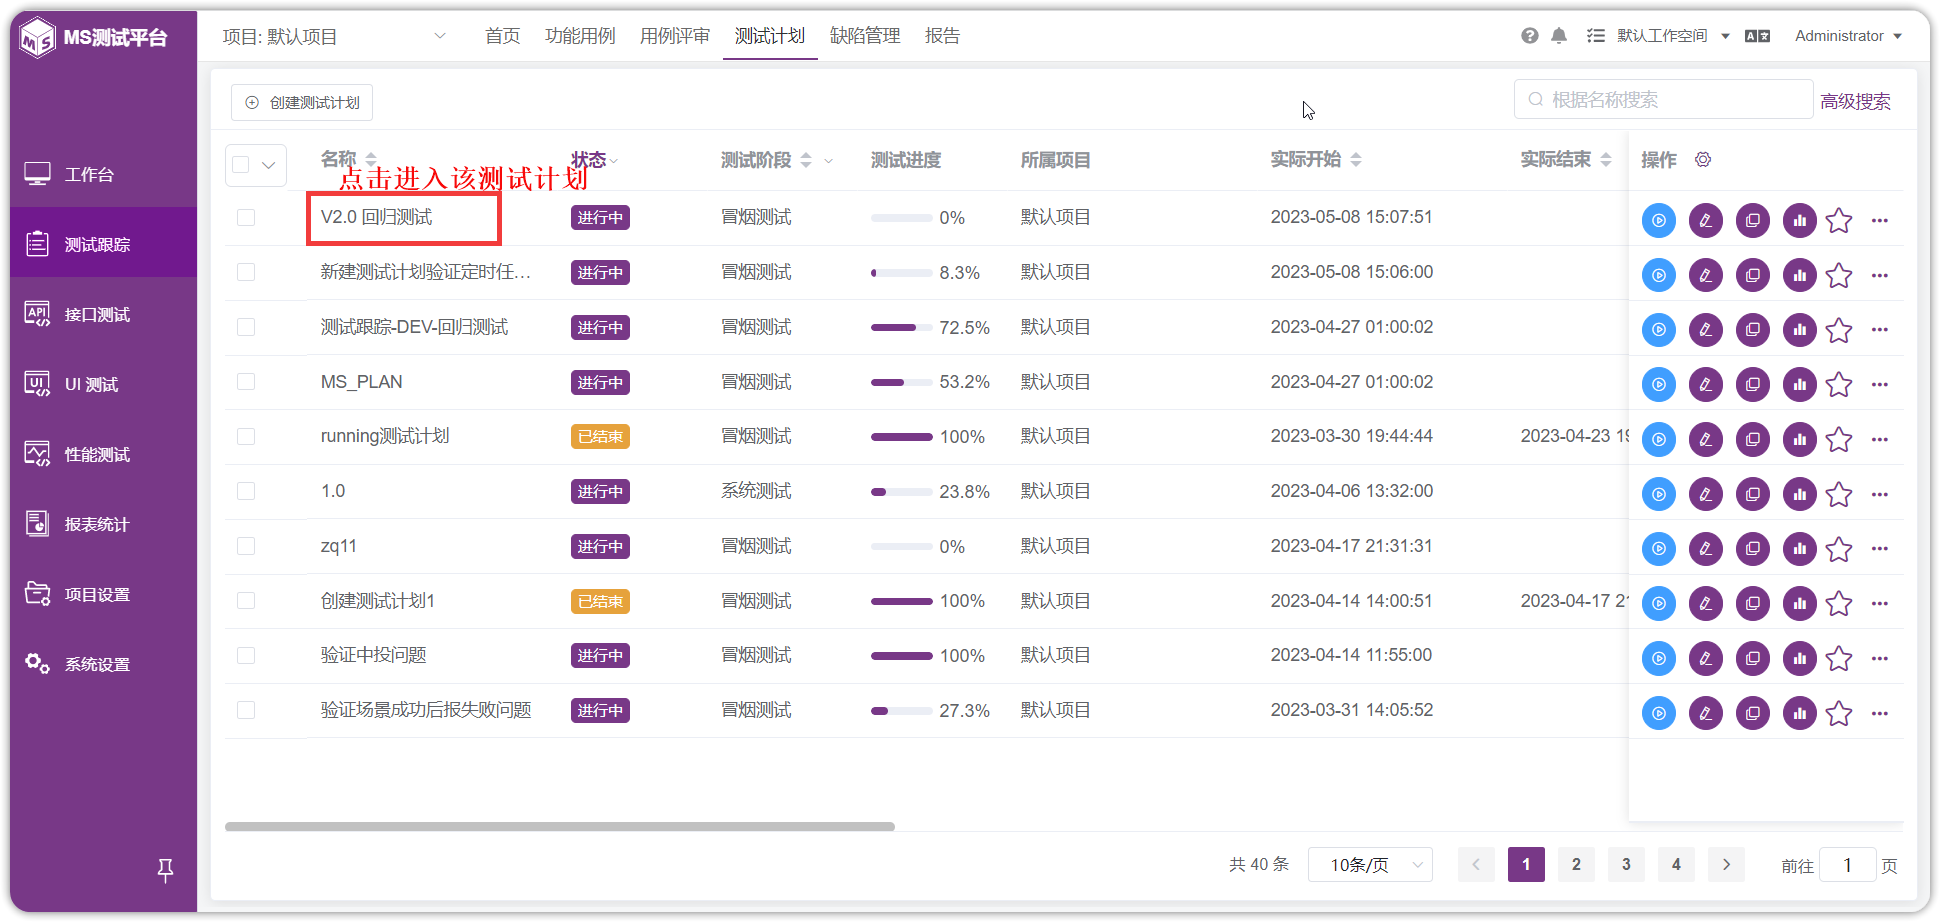 MS测试平台
项目: 默认项目
首页 功能用例 用例评审 测试计划 缺陷管理 报告
默认工作空间 Administrator
工作台
测试跟踪
接口测试
UI 测试
性能测试
报表统计
项目设置
系统设置
创建测试计划
根据名称搜索 高级搜索
名称 状态 测试阶段 测试进度 所属项目 实际开始 实际结束 操作
点击进入该测试计划
V2.0 回归测试 进行中 冒烟测试 0% 默认项目 2023-05-08 15:07:51
新建测试计划验证定时任... 进行中 冒烟测试 8.3% 默认项目 2023-05-08 15:06:00
测试跟踪-DEV-回归测试 进行中 冒烟测试 72.5% 默认项目 2023-04-27 01:00:02
MS_PLAN 进行中 冒烟测试 53.2% 默认项目 2023-04-27 01:00:02
running测试计划 已结束 冒烟测试 100% 默认项目 2023-03-30 19:44:44 2023-04-23 19
1.0 进行中 系统测试 23.8% 默认项目 2023-04-06 13:32:00
zq11 进行中 冒烟测试 0% 默认项目 2023-04-17 21:31:31
创建测试计划1 已结束 冒烟测试 100% 默认项目 2023-04-14 14:00:51 2023-04-17 21
验证中投问题 进行中 冒烟测试 100% 默认项目 2023-04-14 11:55:00
验证场景成功后报失败问题 进行中 冒烟测试 27.3% 默认项目 2023-03-31 14:05:52
共 40 条 10条/页 1 2 3 4 前往 1 页